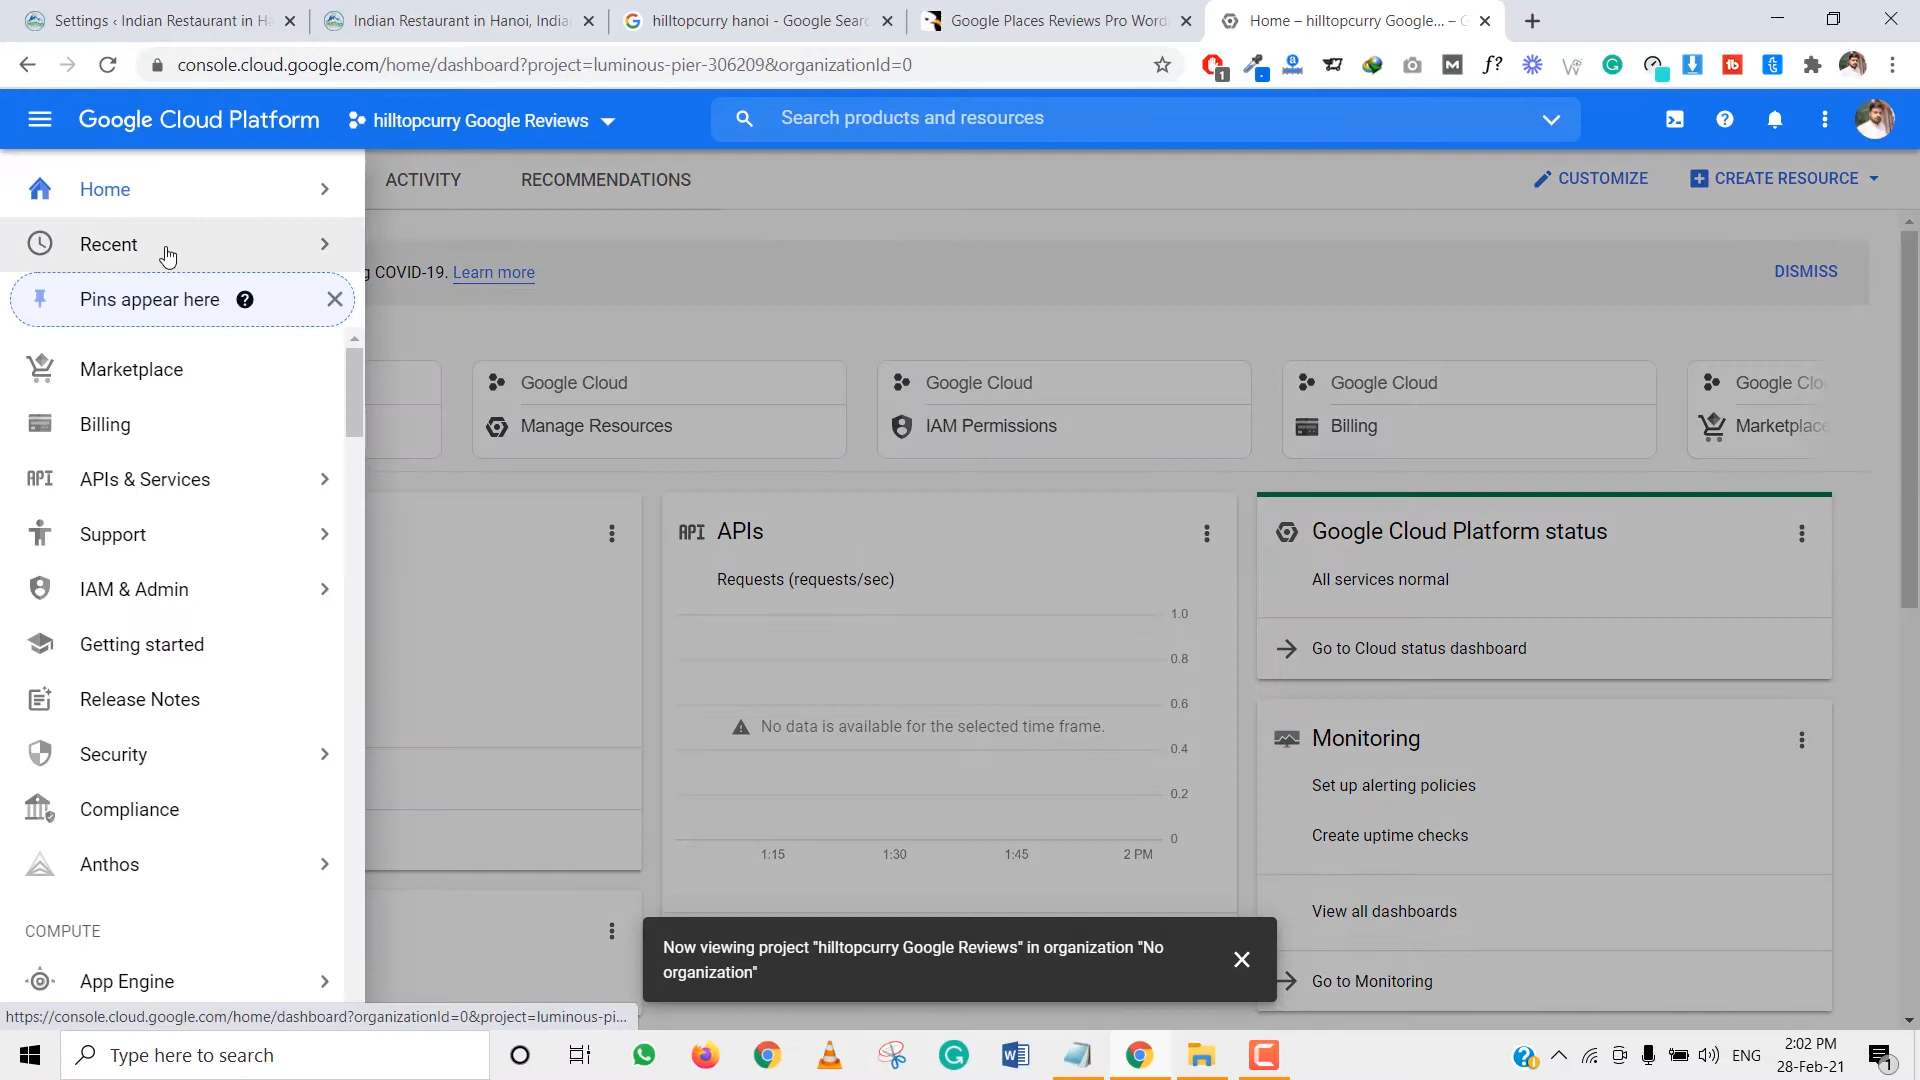 Settings ‹ Indian Restaurant in Ha
Indian Restaurant in Hanoi, India
hilltopcurry hanoi - Google Searc
Google Places Reviews Pro Word
Home – hilltopcurry Google... – G
console.cloud.google.com/home/dashboard?project=luminous-pier-306209&organizationId=0
Google Cloud Platform
hilltopcurry Google Reviews
Search products and resources
Home
ACTIVITY
RECOMMENDATIONS
CUSTOMIZE
CREATE RESOURCE
Recent
g COVID-19. Learn more
DISMISS
Pins appear here
Marketplace
Google Cloud
Google Cloud
Google Cloud
Google Clo
Billing
Manage Resources
IAM Permissions
Billing
Marketplace
API APIs & Services
Support
IAM & Admin
Getting started
Release Notes
Security
Compliance
Anthos
COMPUTE
App Engine
API APIs
Requests (requests/sec)
1.0
0.8
0.6
No data is available for the selected time frame.
0.4
0.2
0
1:15
1:30
1:45
2 PM
Google Cloud Platform status
All services normal
Go to Cloud status dashboard
Monitoring
Set up alerting policies
Create uptime checks
View all dashboards
Go to Monitoring
Now viewing project "hilltopcurry Google Reviews" in organization "No
organization"
https://console.cloud.google.com/home/dashboard?organizationId=0&project=luminous-pi...
Type here to search
ENG
2:02 PM
28-Feb-21
1